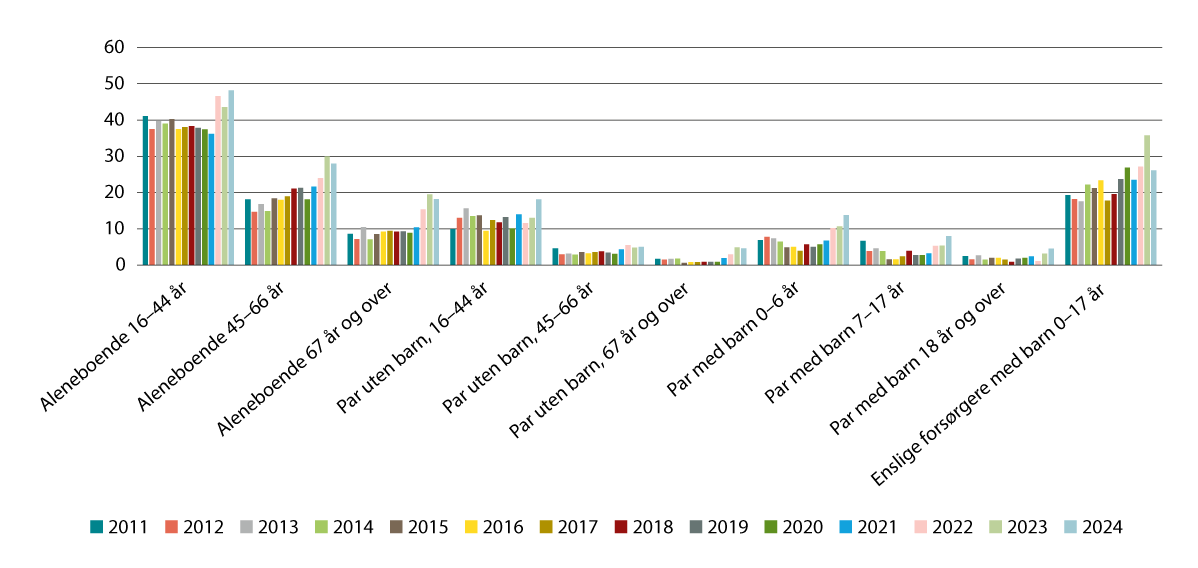 60
50
40
30
20
10
0
Aleneboende 16–44 år
Aleneboende 45–66 år
Aleneboende 67 år og over
Par uten barn, 16–44 år
Par uten barn, 45–66 år
Par uten barn, 67 år og over
Par med barn 0–6 år
Par med barn 7–17 år
Par med barn 18 år og over
Enslige forsørgere med barn 0–17 år
2011 2012 2013 2014 2015 2016 2017 2018 2019 2020 2021 2022 2023 2024